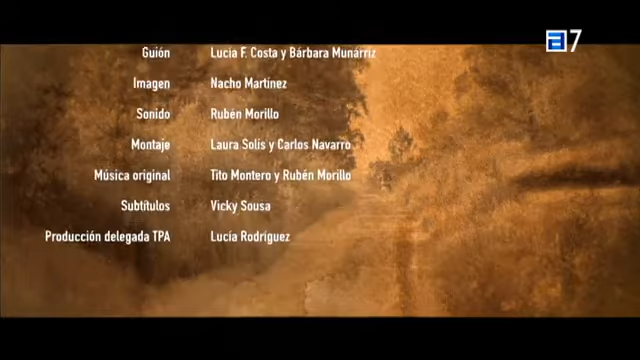 a7
Guión Lucía F. Costa y Bárbara Munárriz
Imagen Nacho Martínez
Sonido Rubén Morillo
Montaje Laura Solís y Carlos Navarro
Música original Tito Montero y Rubén Morillo
Subtítulos Vicky Sousa
Producción delegada TPA Lucía Rodríguez